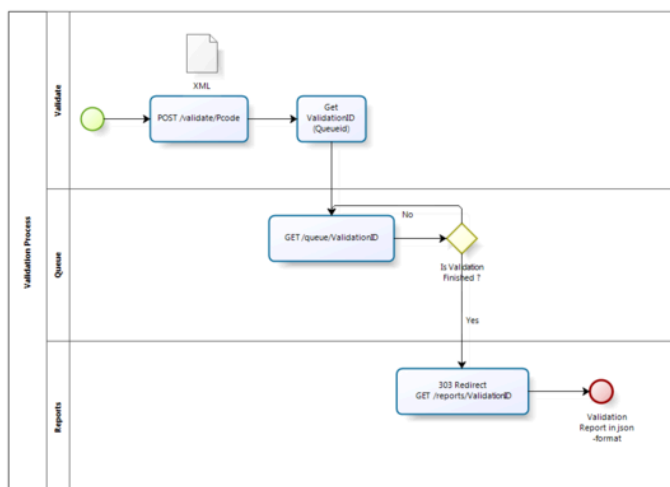 Validation Process
Validate
XML
POST /validate/Pcode
Get
ValidationID
(Queueid)
Queue
GET /queue/ValidationID
No
Is Validation
Finished ?
Yes
Reports
303 Redirect
GET /reports/ValidationID
Validation
Report in json
-format